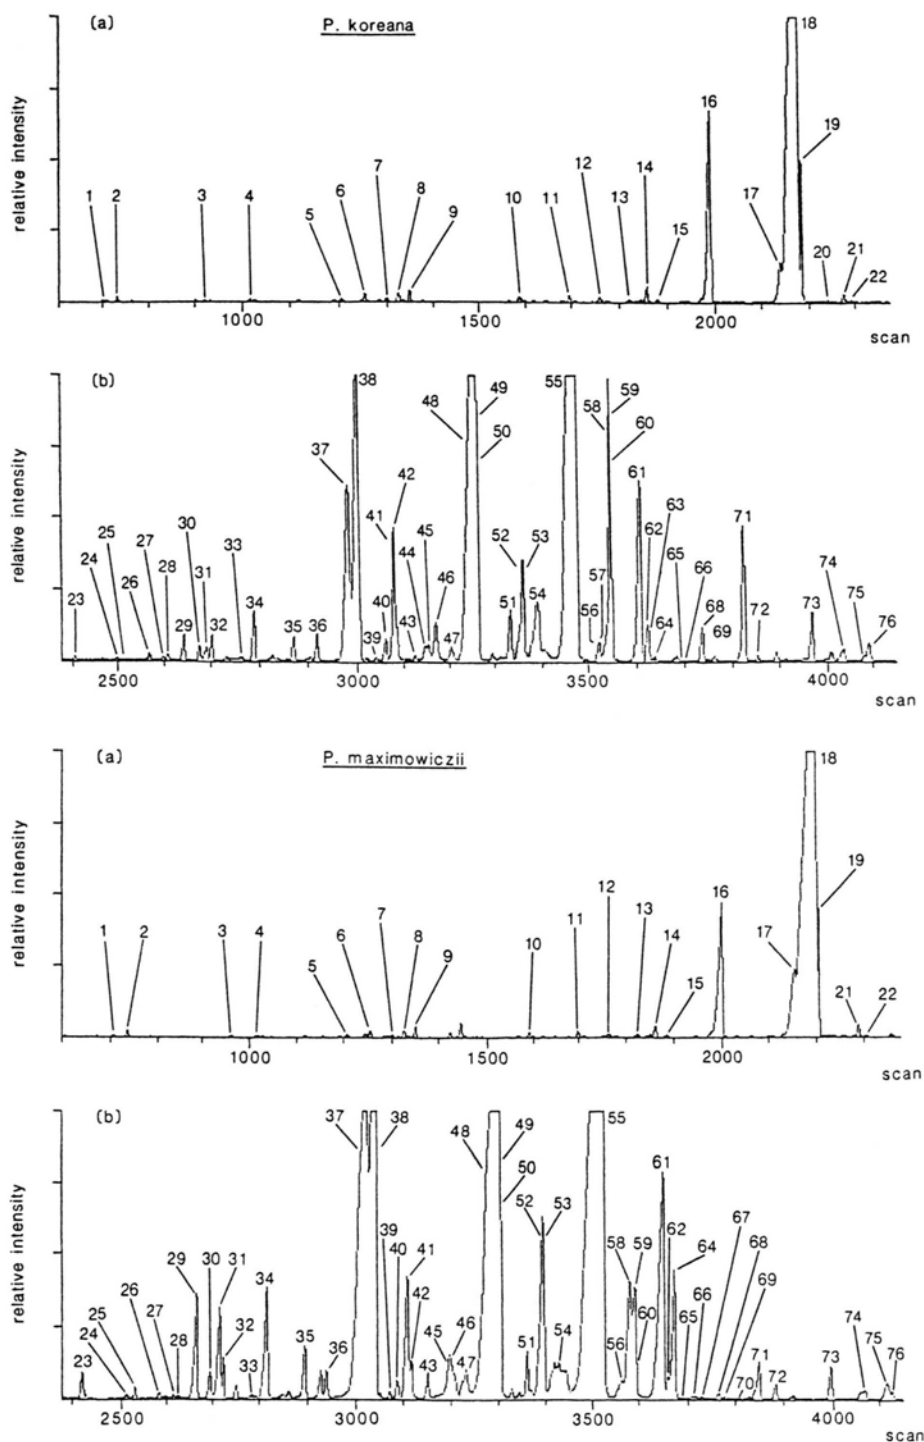 (a) P. koreana
18
16
19
7 12 14
1 2 3 4 6 8 10 11 13 17
5 9 15 20 21 22
relative intensity
1000 1500 2000
scan
(b)
38 48 49 55 58 59
37 50 60
42 61
30 41 45 52 53 62 63 71
25 27 33 44 46
24 26 28 31 34 40 51 54 57 65 66 74 75
23 29 32 35 36 39 43 47 56 64 68 69 72 73 76
relative intensity
2500 3000 3500 4000
scan
(a) P. maximowiczii
18
16 19
7 12
1 2 3 4 6 8 11 13 14 17
5 9 10 15 21 22
relative intensity
1000 1500 2000
scan
(b)
37 38 48 49 55
50 61
52 53
29 30 31 34 39 40 41 58 59 62 64 67 68
26 32 42
25 27 35 36 45 46 51 54 60 66 69 71 74 75
23 24 28 33 43 47 56 65 70 72 73 76
relative intensity
2500 3000 3500 4000
scan